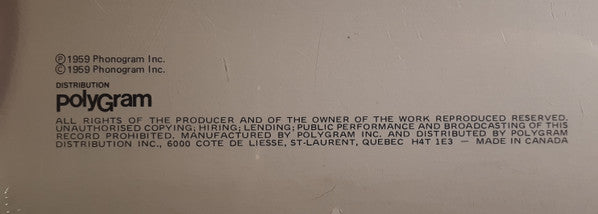 ℗ 1959 Phonogram Inc.
© 1959 Phonogram Inc.
DISTRIBUTION
polyGram
ALL RIGHTS OF THE PRODUCER AND OF THE OWNER OF THE WORK REPRODUCED RESERVED.
UNAUTHORISED COPYING; HIRING; LENDING; PUBLIC PERFORMANCE AND BROADCASTING OF THIS
RECORD PROHIBITED. MANUFACTURED BY POLYGRAM INC. AND DISTRIBUTED BY POLYGRAM
DISTRIBUTION INC., 6000 COTE DE LIESSE, ST-LAURENT, QUEBEC H4T 1E3 — MADE IN CANADA